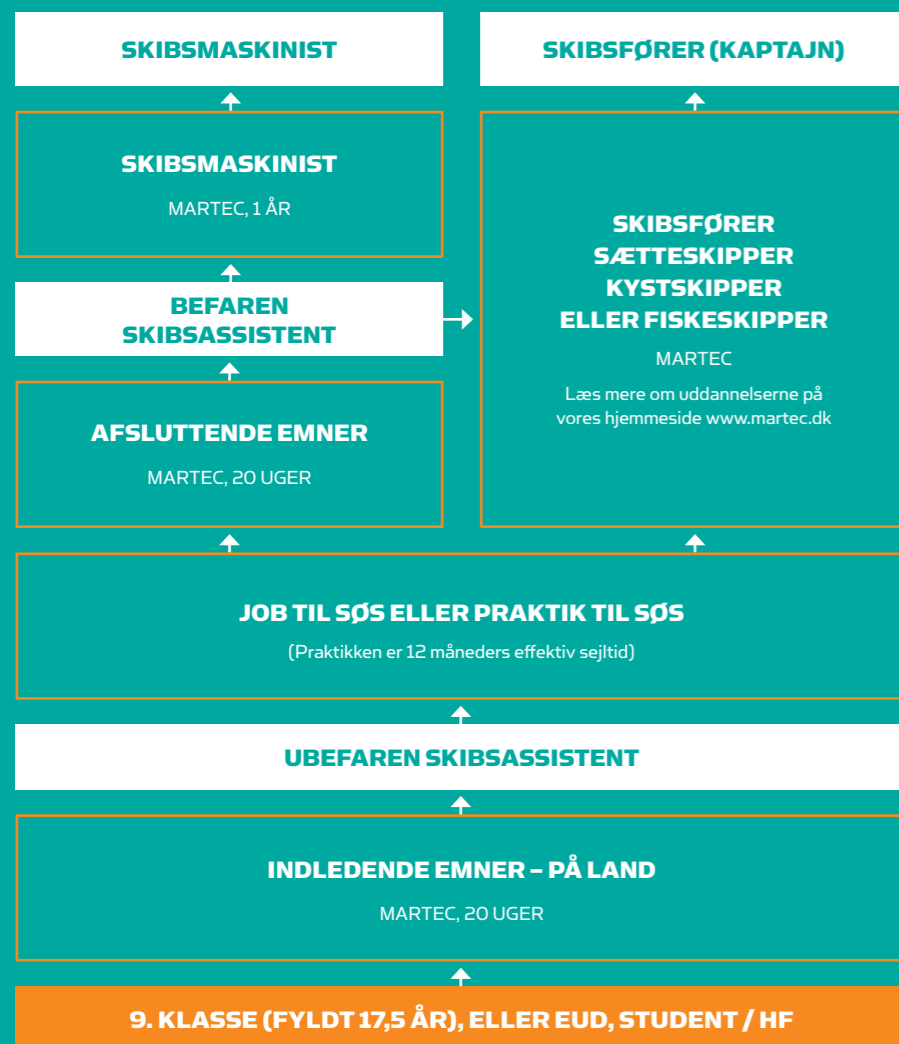 SKIBSMASKINIST
SKIBSFØRER (KAPTAJN)
SKIBSMASKINIST
MARTEC, 1 ÅR
SKIBSFØRER
SÆTTESKIPPER
KYSTSKIPPER
ELLER FISKESKIPPER
MARTEC
Læs mere om uddannelserne på
vores hjemmeside www.martec.dk
BEFAREN
SKIBSASSISTENT
AFSLUTTENDE EMNER
MARTEC, 20 UGER
JOB TIL SØS ELLER PRAKTIK TIL SØS
(Praktikken er 12 måneders effektiv sejltid)
UBEFAREN SKIBSASSISTENT
INDLEDENDE EMNER – PÅ LAND
MARTEC, 20 UGER
9. KLASSE (FYLDT 17,5 ÅR), ELLER EUD, STUDENT / HF